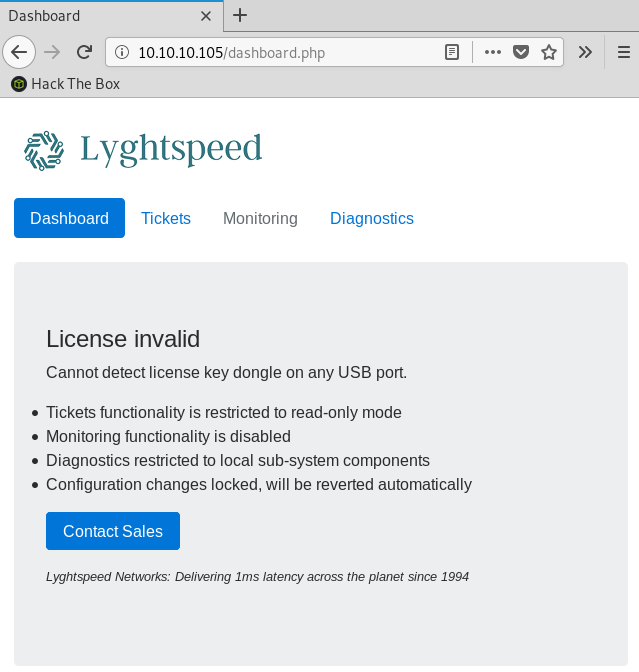 Dashboard
10.10.10.105/dashboard.php
Hack The Box
Lyghtspeed
Dashboard Tickets Monitoring Diagnostics
License invalid
Cannot detect license key dongle on any USB port.
Tickets functionality is restricted to read-only mode
Monitoring functionality is disabled
Diagnostics restricted to local sub-system components
Configuration changes locked, will be reverted automatically
Contact Sales
Lyghtspeed Networks: Delivering 1ms latency across the planet since 1994